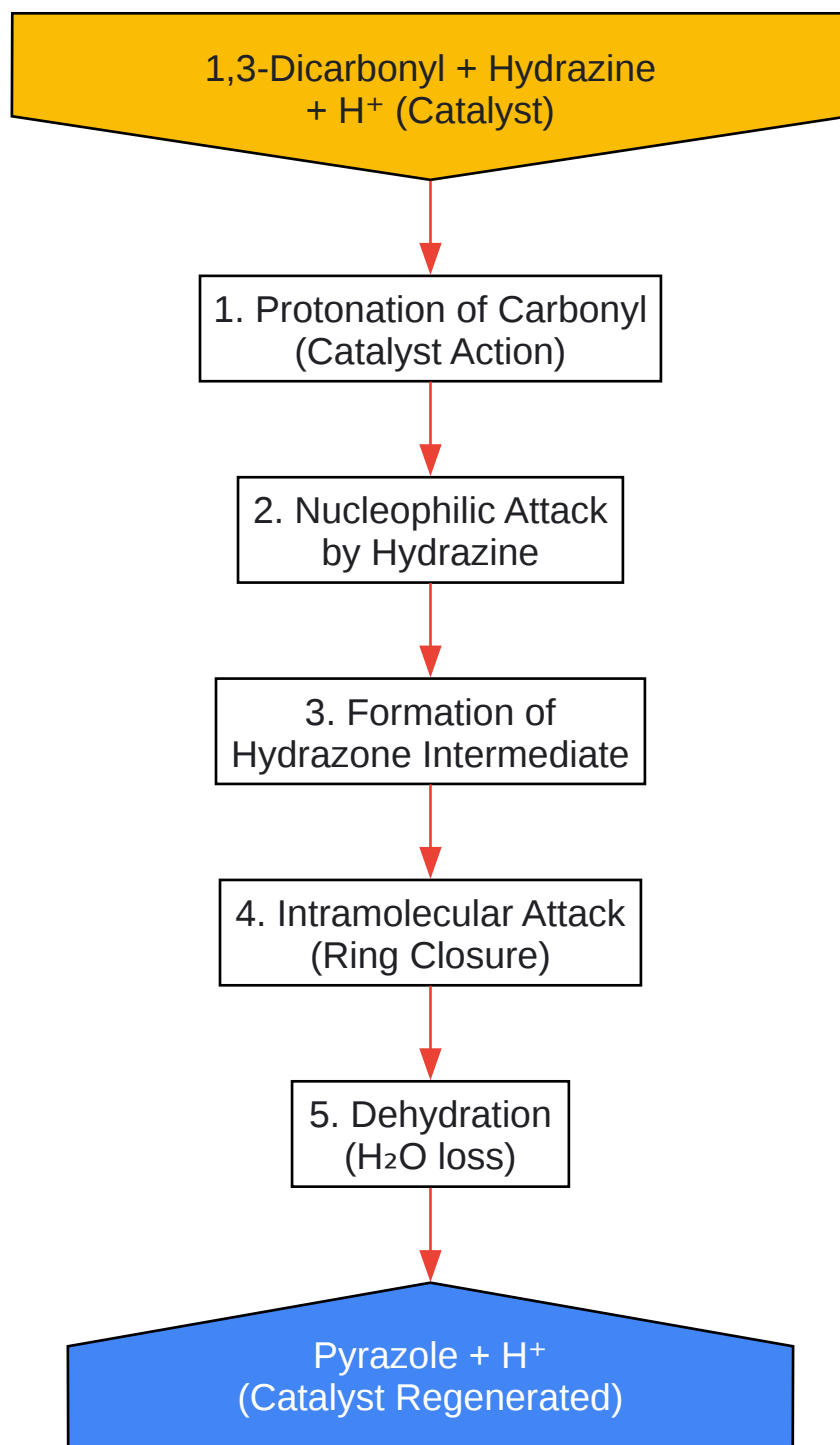 1,3-Dicarbonyl + Hydrazine
+ H⁺ (Catalyst)
1. Protonation of Carbonyl
(Catalyst Action)
2. Nucleophilic Attack
by Hydrazine
3. Formation of
Hydrazone Intermediate
4. Intramolecular Attack
(Ring Closure)
5. Dehydration
(H₂O loss)
Pyrazole + H⁺
(Catalyst Regenerated)